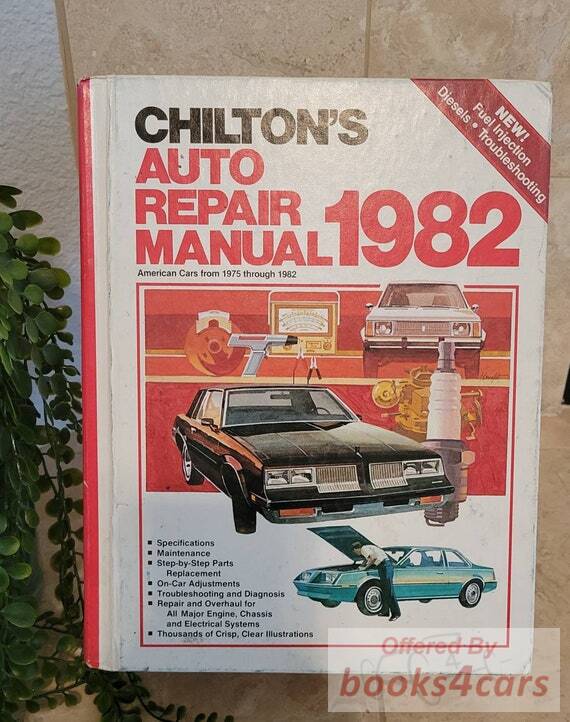 NEW!
Fuel Injection
Diesels • Troubleshooting
CHILTON'S
AUTO
REPAIR
MANUAL 1982
American Cars from 1975 through 1982
■ Specifications
■ Maintenance
■ Step-by-Step Parts
Replacement
■ On-Car Adjustments
■ Troubleshooting and Diagnosis
■ Repair and Overhaul for
All Major Engine, Chassis
and Electrical Systems
■ Thousands of Crisp, Clear Illustrations
Offered By
books4cars